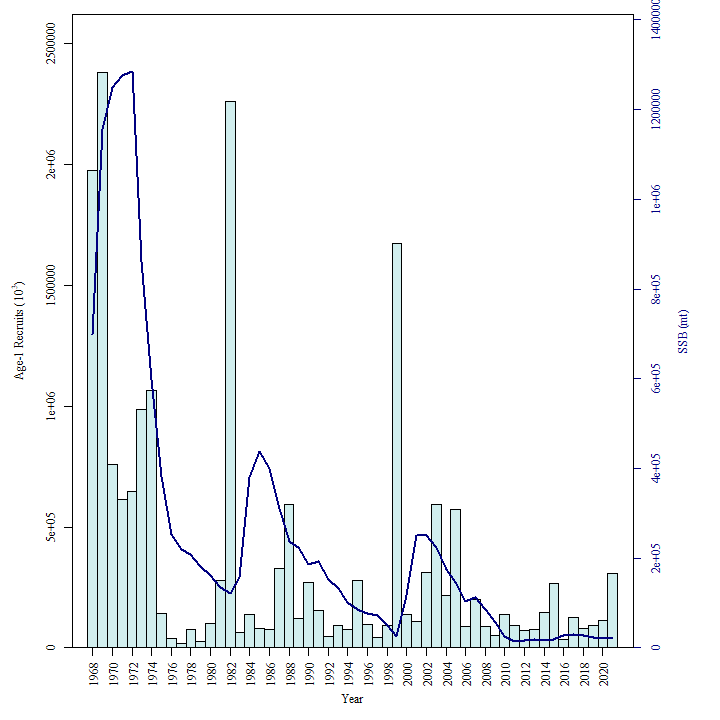 Age-1 Recruits (10³)
2500000
2e+06
1500000
1e+06
5e+05
0
1400000
1200000
1e+06
8e+05
6e+05
4e+05
2e+05
0
SSB (mt)
1968 1970 1972 1974 1976 1978 1980 1982 1984 1986 1988 1990 1992 1994 1996 1998 2000 2002 2004 2006 2008 2010 2012 2014 2016 2018 2020
Year